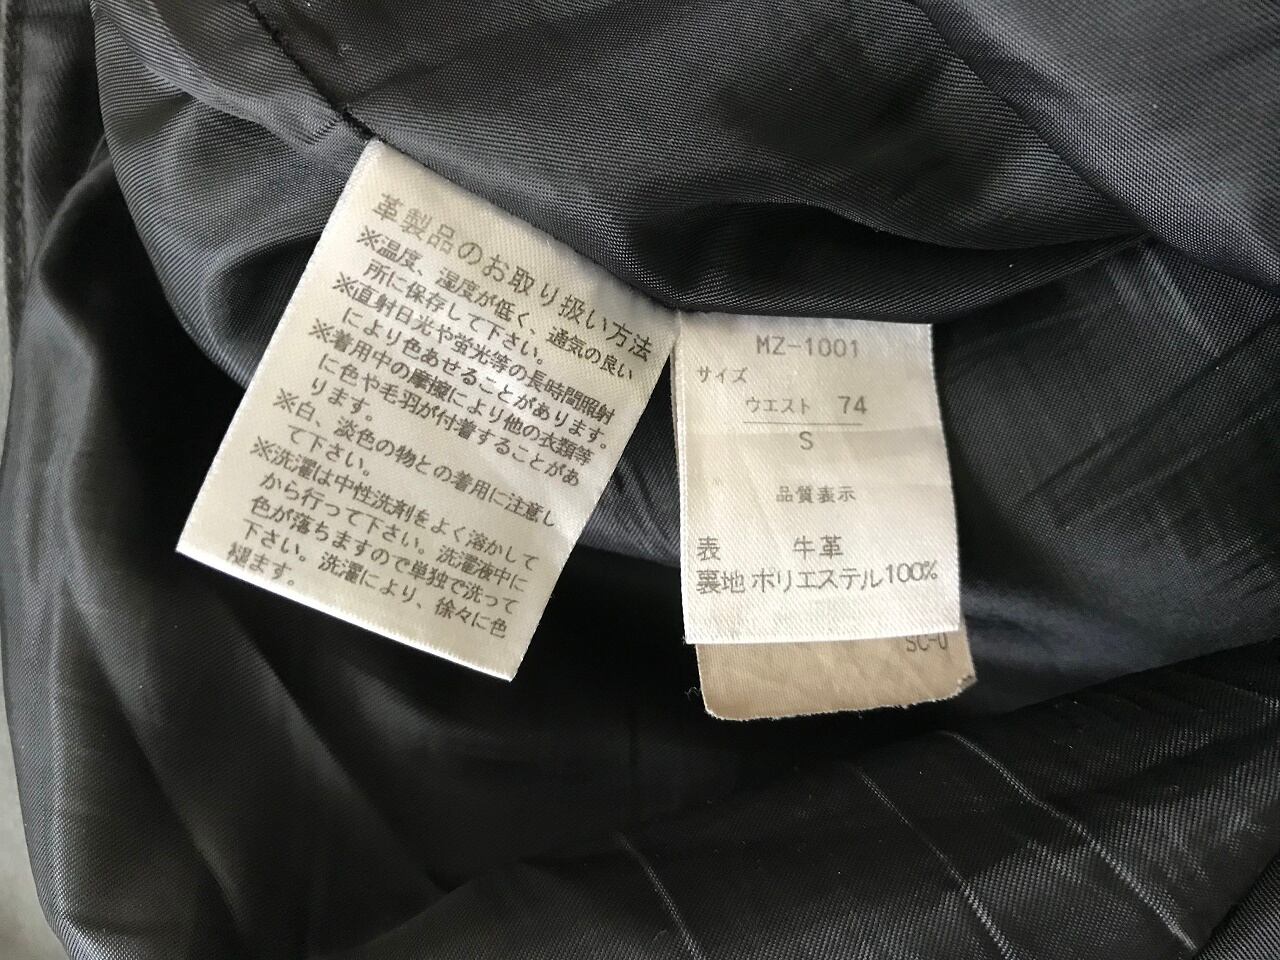 革製品のお取り扱い方法
※温度、湿度が低く、通気の良い
所に保存して下さい。
※直射日光や蛍光等の長時間照射
により色あせることがあります。
※着用中の摩擦により他の衣類等
に色や毛羽が付着することがあ
ります。
※白、淡色の物との着用に注意し
て下さい。
※洗濯は中性洗剤をよく溶かして
から行って下さい。洗濯液中に
色が落ちますので単独で洗って
下さい。洗濯により、徐々に色
褪ます。
MZ-1001
サイズ
ウエスト 74
S
品質表示
表 牛革
裏地 ポリエステル100%
SC-0